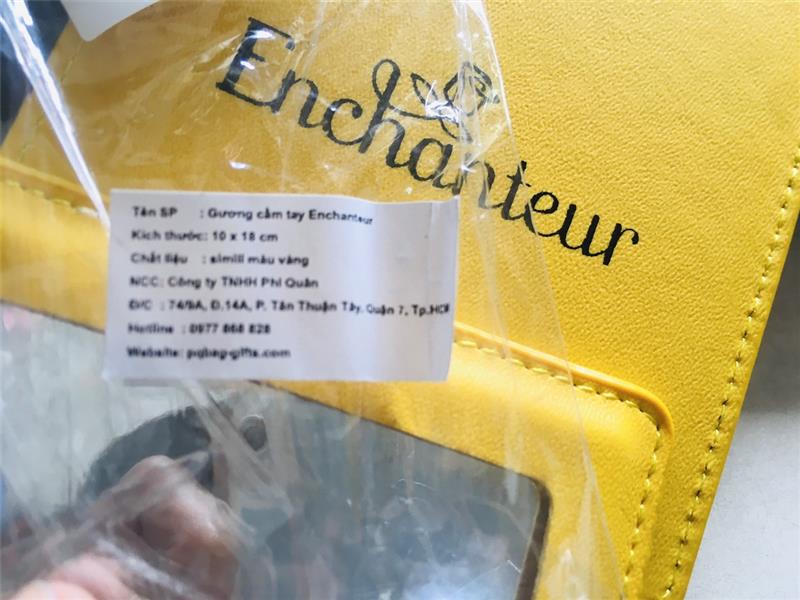 Enchanteur
Tên SP : Gương cầm tay Enchanteur
Kích thước: 10 x 18 cm
Chất liệu : simili màu vàng
NCC: Công ty TNHH Phi Quân
Đ/C : 74/9A, Đ.14A, P. Tân Thuận Tây, Quận 7, Tp.HCM
Hotline : 0977 868 828
Website: pqbag-gifts.com